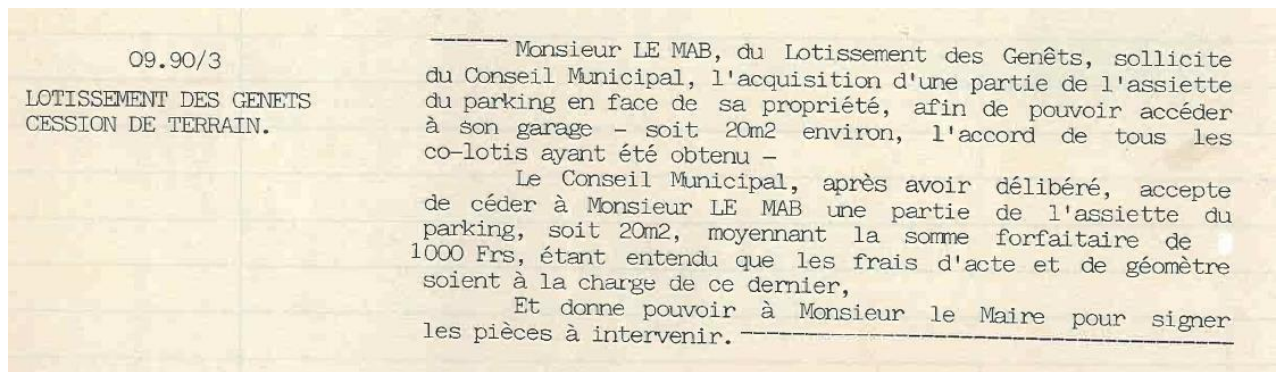 09.90/3
LOTISSEMENT DES GENETS
CESSION DE TERRAIN.
------ Monsieur LE MAB, du Lotissement des Genêts, sollicite
du Conseil Municipal, l'acquisition d'une partie de l'assiette
du parking en face de sa propriété, afin de pouvoir accéder
à son garage - soit 20m2 environ, l'accord de tous les
co-lotis ayant été obtenu -
Le Conseil Municipal, après avoir délibéré, accepte
de céder à Monsieur LE MAB une partie de l'assiette du
parking, soit 20m2, moyennant la somme forfaitaire de
1000 Frs, étant entendu que les frais d'acte et de géomètre
soient à la charge de ce dernier,
Et donne pouvoir à Monsieur le Maire pour signer
les pièces à intervenir. ------------------------------------